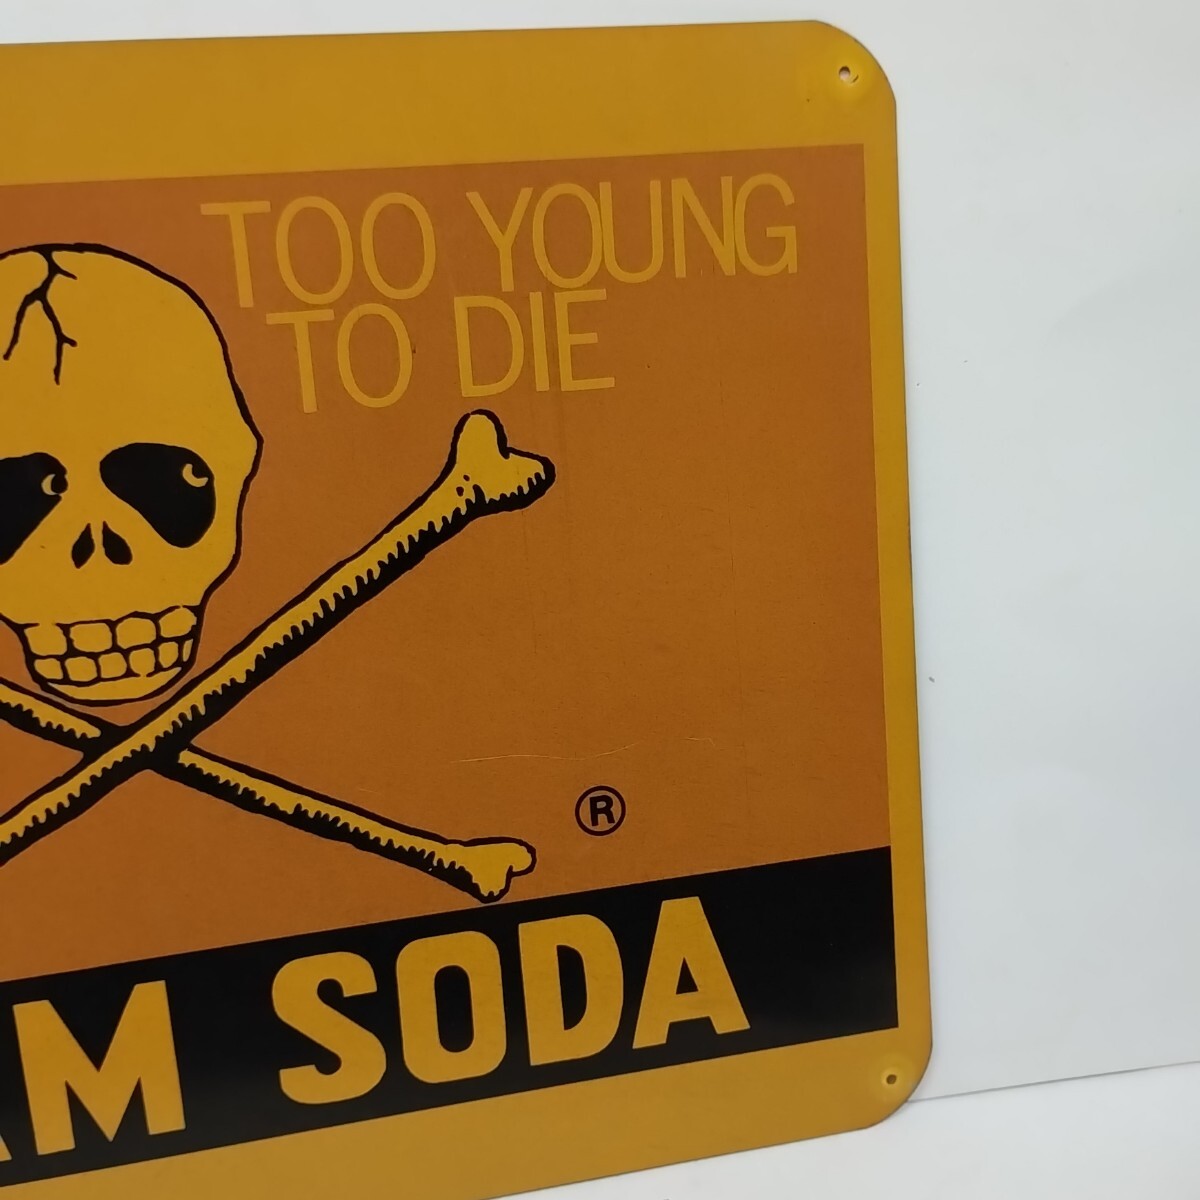 TOO YOUNG
TO DIE
®
AM SODA